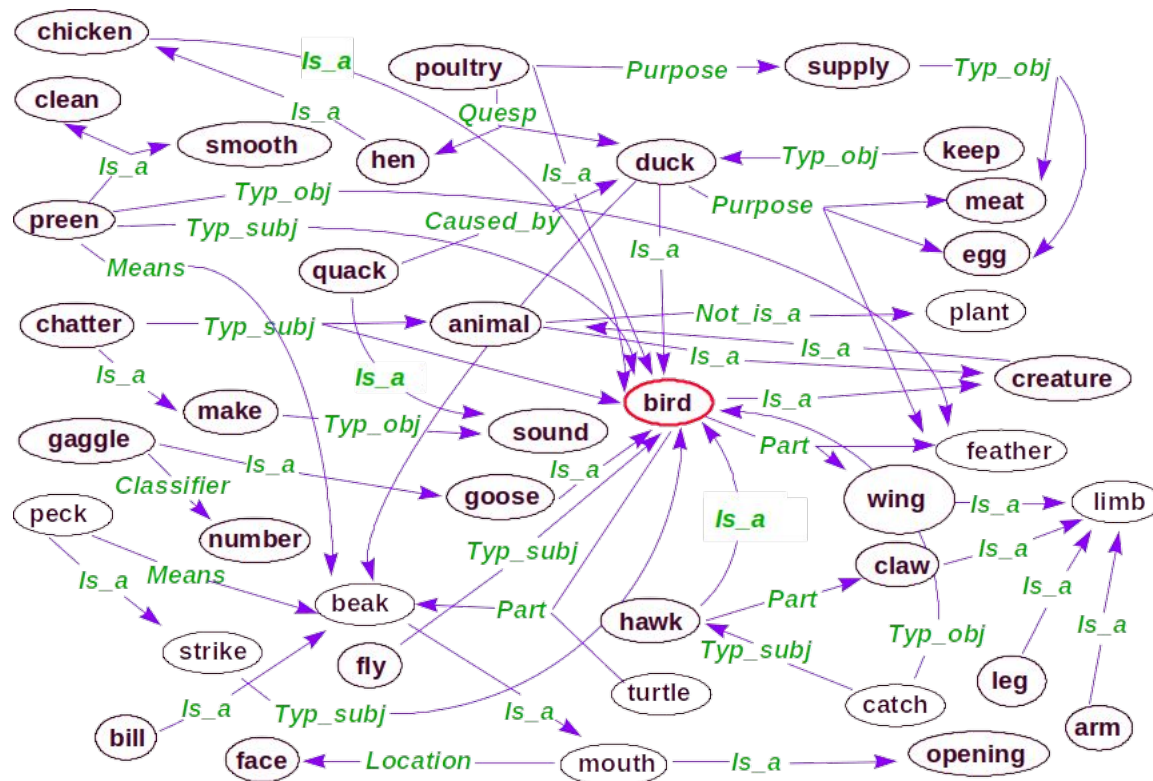 chicken
Is_a
poultry
Purpose
supply
Typ_obj
clean
Is_a
Quesp
smooth
hen
duck
Typ_obj
keep
Is_a
Is_a
meat
preen
Typ_obj
Purpose
Typ_subj
Caused_by
egg
Means
quack
Is_a
chatter
Typ_subj
animal
Not_is_a
plant
Is_a
Is_a
Is_a
Is_a
creature
make
Typ_obj
sound
bird
Is_a
gaggle
Is_a
Is_a
Part
feather
Classifier
goose
wing
Is_a
limb
peck
number
Typ_subj
Is_a
Is_a
claw
Is_a
Means
beak
Part
hawk
Part
Is_a
strike
fly
Typ_subj
Typ_obj
turtle
leg
Is_a
Typ_subj
Is_a
catch
bill
arm
face
Location
mouth
Is_a
opening